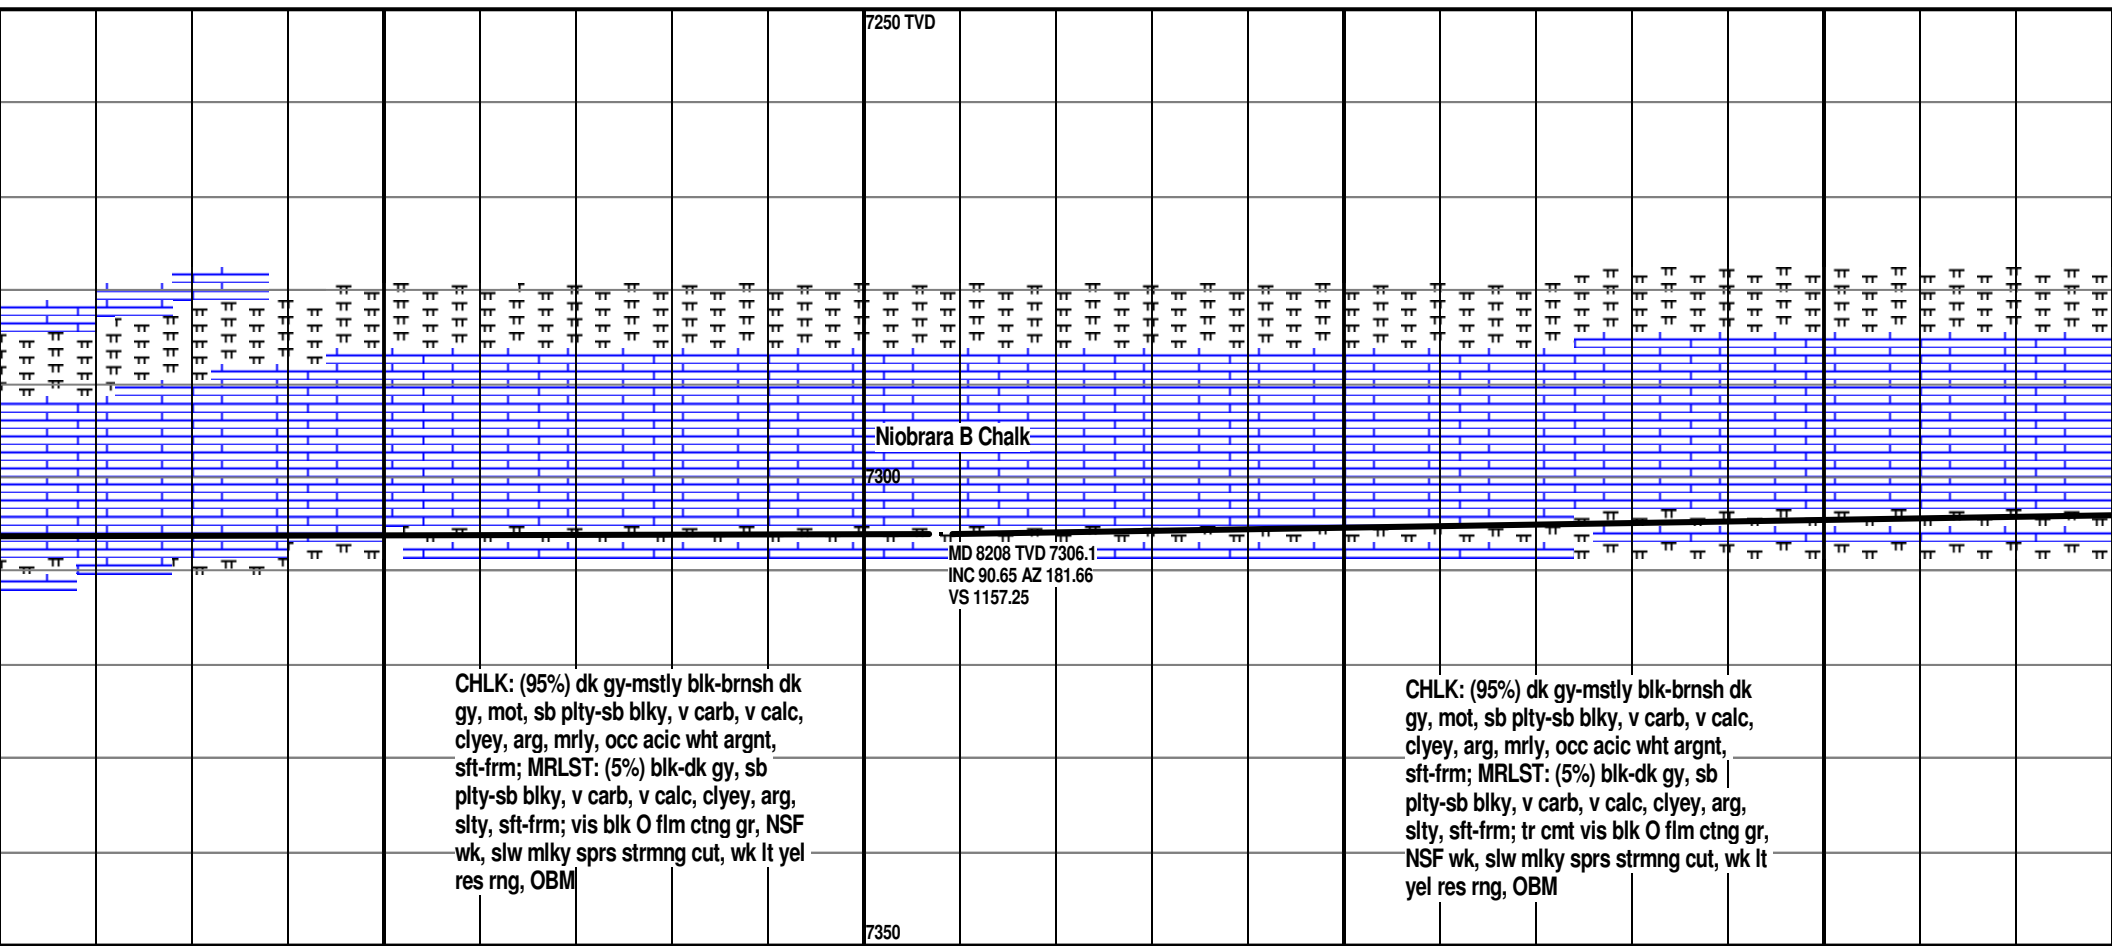 7250 TVD
Niobrara B Chalk
7300
MD 8208 TVD 7306.1
INC 90.65 AZ 181.66
VS 1157.25
CHLK: (95%) dk gy-mstly blk-brnsh dk
gy, mot, sb plty-sb blky, v carb, v calc,
clyey, arg, mrly, occ acic wht argnt,
sft-frm; MRLST: (5%) blk-dk gy, sb
plty-sb blky, v carb, v calc, clyey, arg,
slty, sft-frm; vis blk O flm ctng gr, NSF
wk, slw mlky sprs strmng cut, wk lt yel
res rng, OBM
CHLK: (95%) dk gy-mstly blk-brnsh dk
gy, mot, sb plty-sb blky, v carb, v calc,
clyey, arg, mrly, occ acic wht argnt,
sft-frm; MRLST: (5%) blk-dk gy, sb
plty-sb blky, v carb, v calc, clyey, arg,
slty, sft-frm; tr cmt vis blk O flm ctng gr,
NSF wk, slw mlky sprs strmng cut, wk lt
yel res rng, OBM
7350